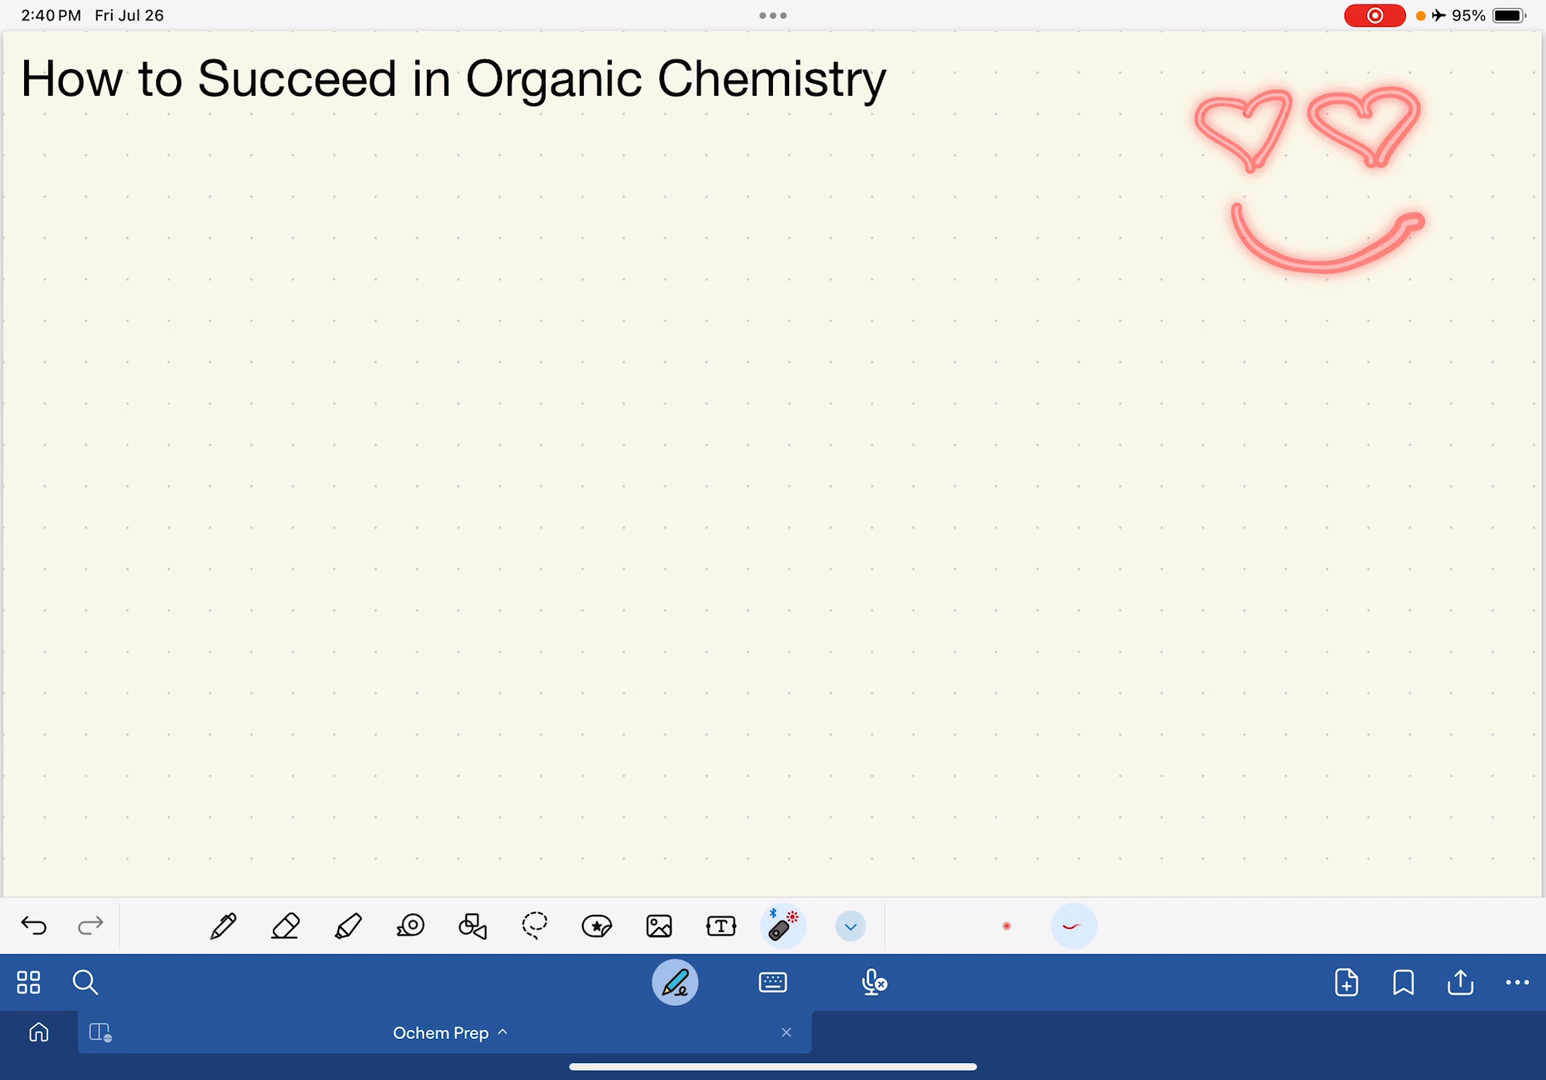 2:40 PM Fri Jul 26
95%
How to Succeed in Organic Chemistry
T
Ochem Prep